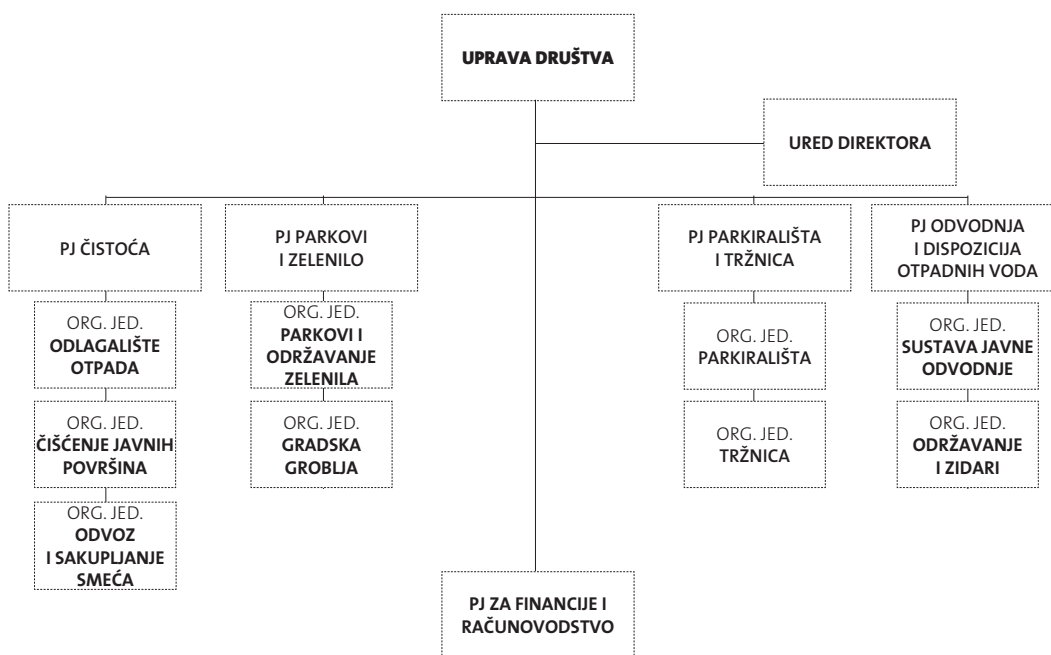 UPRAVA DRUŠTVA
URED DIREKTORA
PJ ČISTOĆA
PJ PARKOVI
I ZELENILO
PJ PARKIRALIŠTA
I TRŽNICA
PJ ODVODNJA
I DISPOZICIJA
OTPADNIH VODA
ORG. JED.
ODLAGALIŠTE
OTPADA
ORG. JED.
PARKOVI I
ODRŽAVANJE
ZELENILA
ORG. JED.
PARKIRALIŠTA
ORG. JED.
SUSTAVA JAVNE
ODVODNJE
ORG. JED.
ČIŠĆENJE JAVNIH
POVRŠINA
ORG. JED.
GRADSKA
GROBLJA
ORG. JED.
TRŽNICA
ORG. JED.
ODRŽAVANJE
I ZIDARI
ORG. JED.
ODVOZ
I SAKUPLJANJE
SMEĆA
PJ ZA FINANCIJE I
RAČUNOVODSTVO